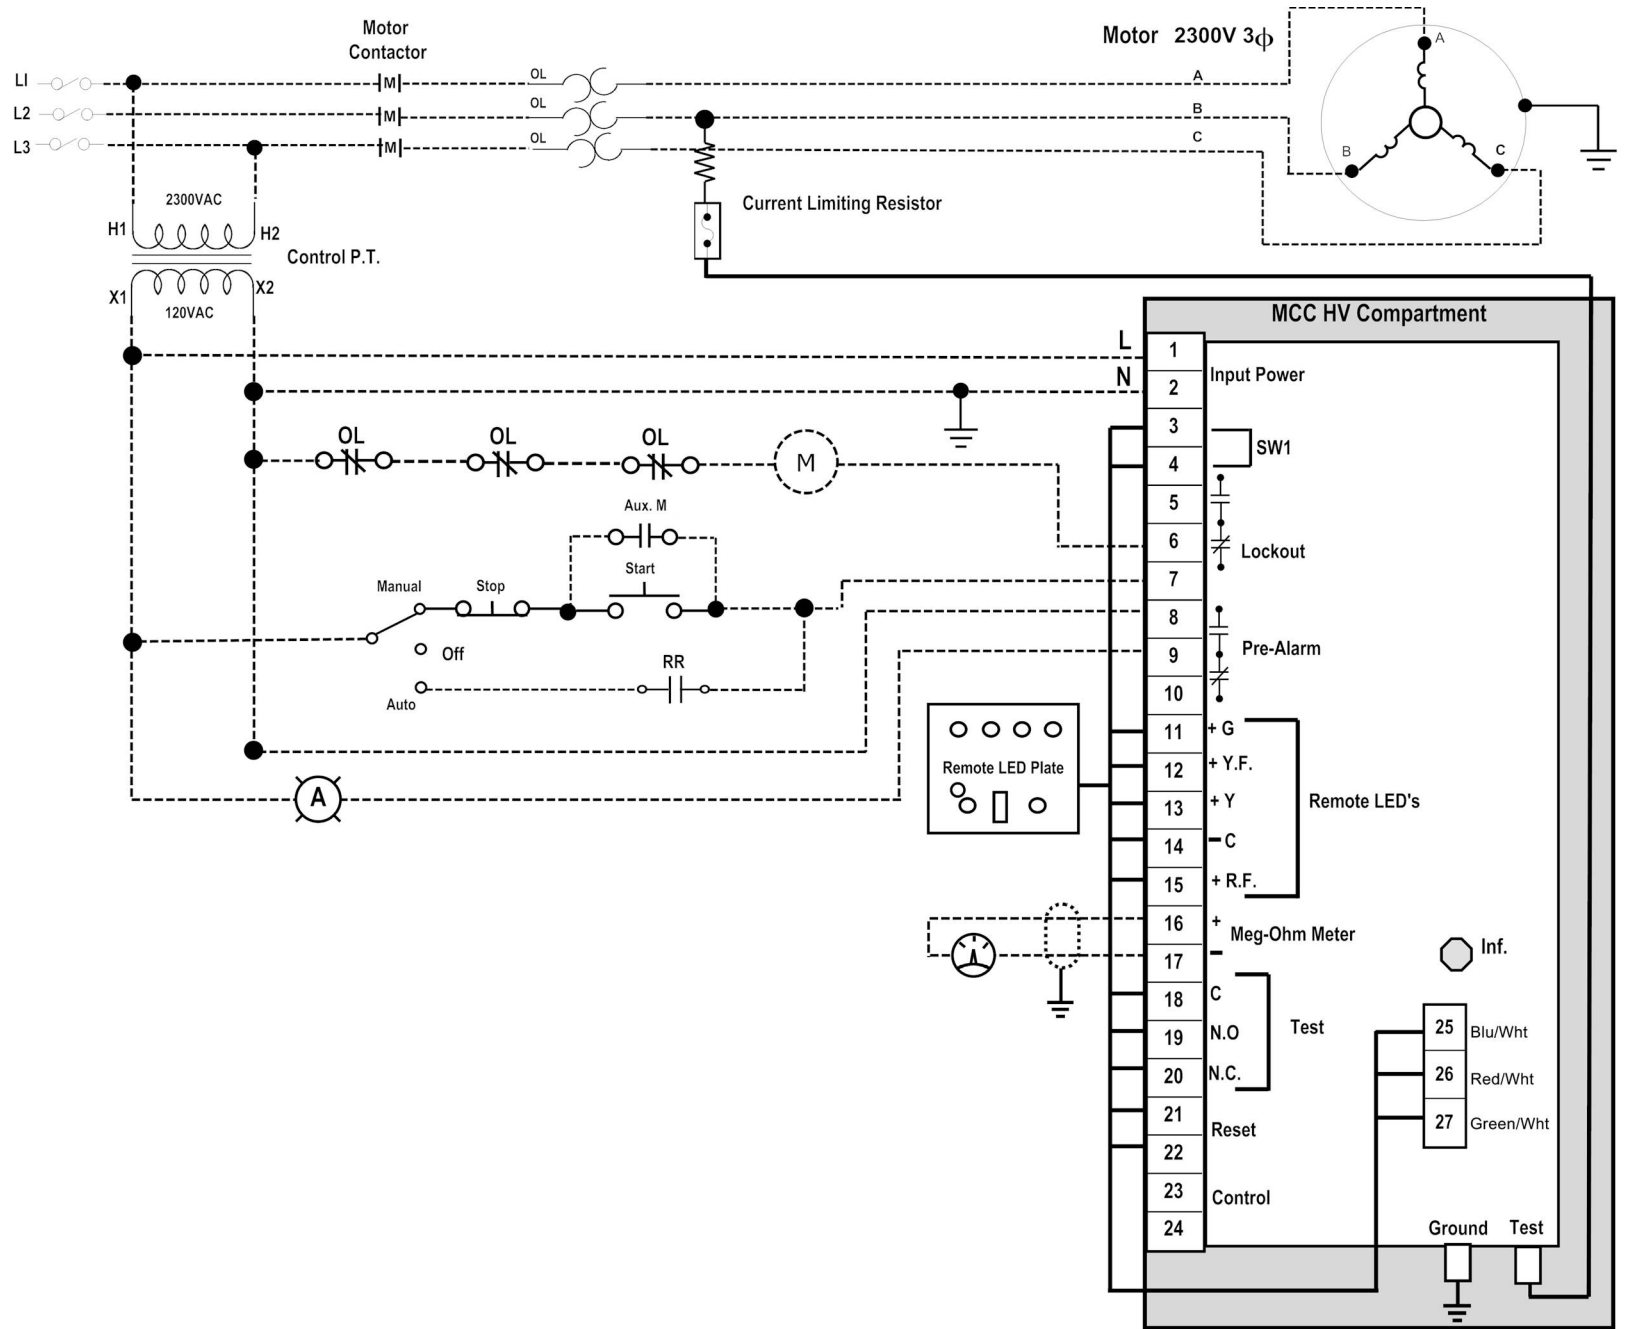 Motor
Contactor
Motor 2300V 3ϕ
A
L1
M
OL
A
L2
M
OL
B
L3
M
OL
C
B
C
2300VAC
H1
H2
Control P.T.
X1
X2
120VAC
Current Limiting Resistor
MCC HV Compartment
L
1
N
2
Input Power
3
4
SW1
OL
OL
OL
M
5
6
Lockout
7
Aux. M
Start
Manual
Stop
Off
Auto
RR
8
9
Pre-Alarm
10
11
+ G
12
+ Y.F.
13
+ Y
14
- C
15
+ R.F.
Remote LED's
Remote LED Plate
A
16
+
17
-
Meg-Ohm Meter
Inf.
18
C
19
N.O
20
N.C.
Test
21
22
Reset
23
24
Control
25
Blu/Wht
26
Red/Wht
27
Green/Wht
Ground
Test